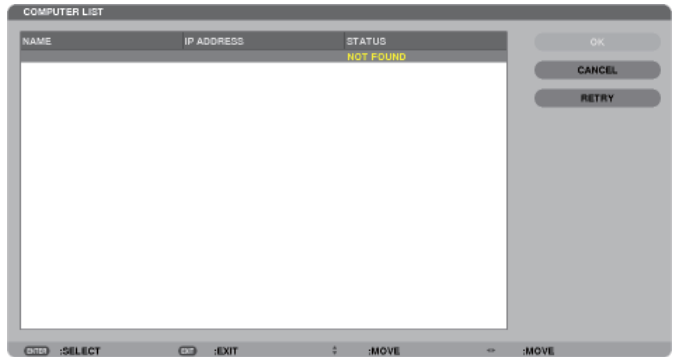 COMPUTER LIST
NAME IP ADDRESS STATUS
NOT FOUND
OK
CANCEL
RETRY
ENTER :SELECT EXIT :EXIT :MOVE :MOVE